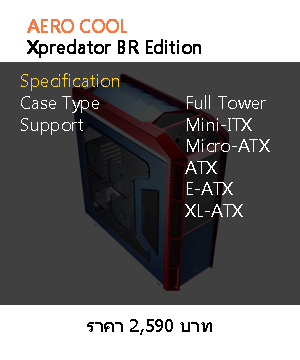 AERO COOL
Xpredator BR Edition
Specification
Case Type Full Tower
Support Mini-ITX
Micro-ATX
ATX
E-ATX
XL-ATX
ราคา 2,590 บาท